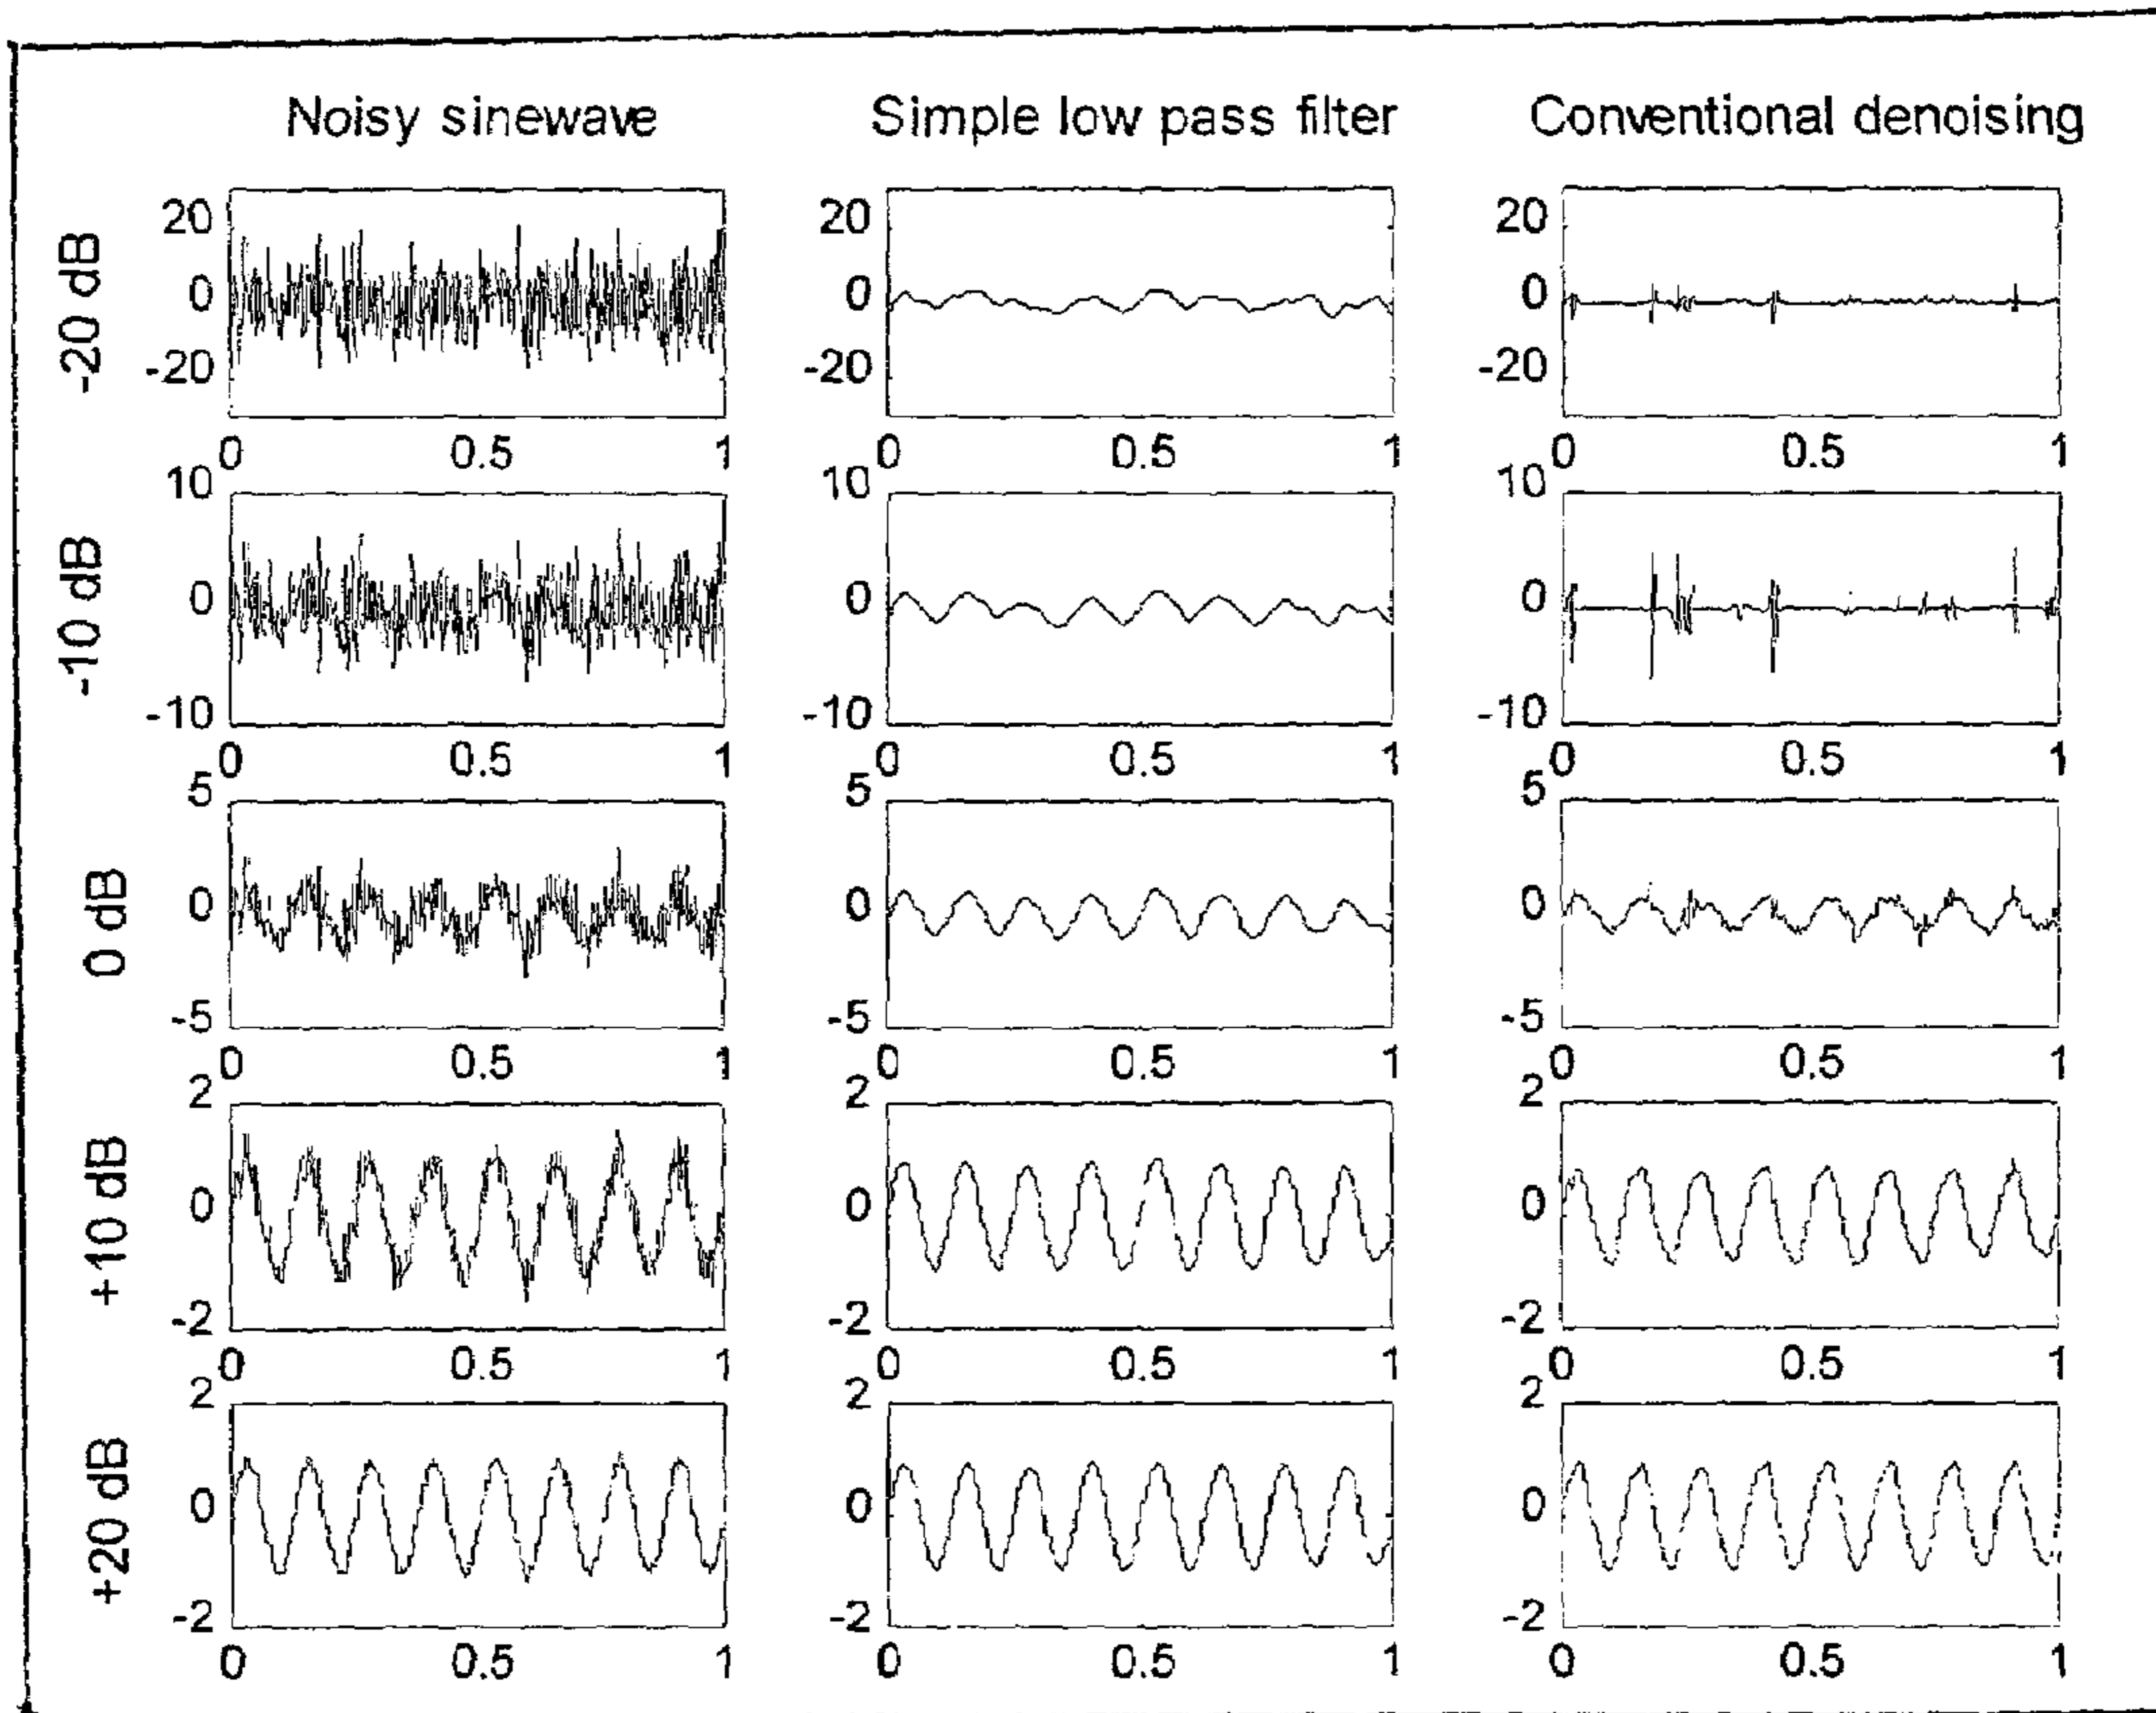 Noisy sinewave Simple low pass filter Conventional denoising
-20 dB
20 20 20
0 0 0
-20 -20 -20
0 0.5 1 0 0.5 1 0 0.5 1
-10 dB
10 10 10
0 0 0
-10 -10 -10
0 0.5 1 0 0.5 1 0 0.5 1
0 dB
5 5 5
0 0 0
-5 -5 -5
0 0.5 1 0 0.5 1 0 0.5 1
+10 dB
2 2 2
0 0 0
-2 -2 -2
0 0.5 1 0 0.5 1 0 0.5 1
+20 dB
2 2 2
0 0 0
-2 -2 -2
0 0.5 1 0 0.5 1 0 0.5 1